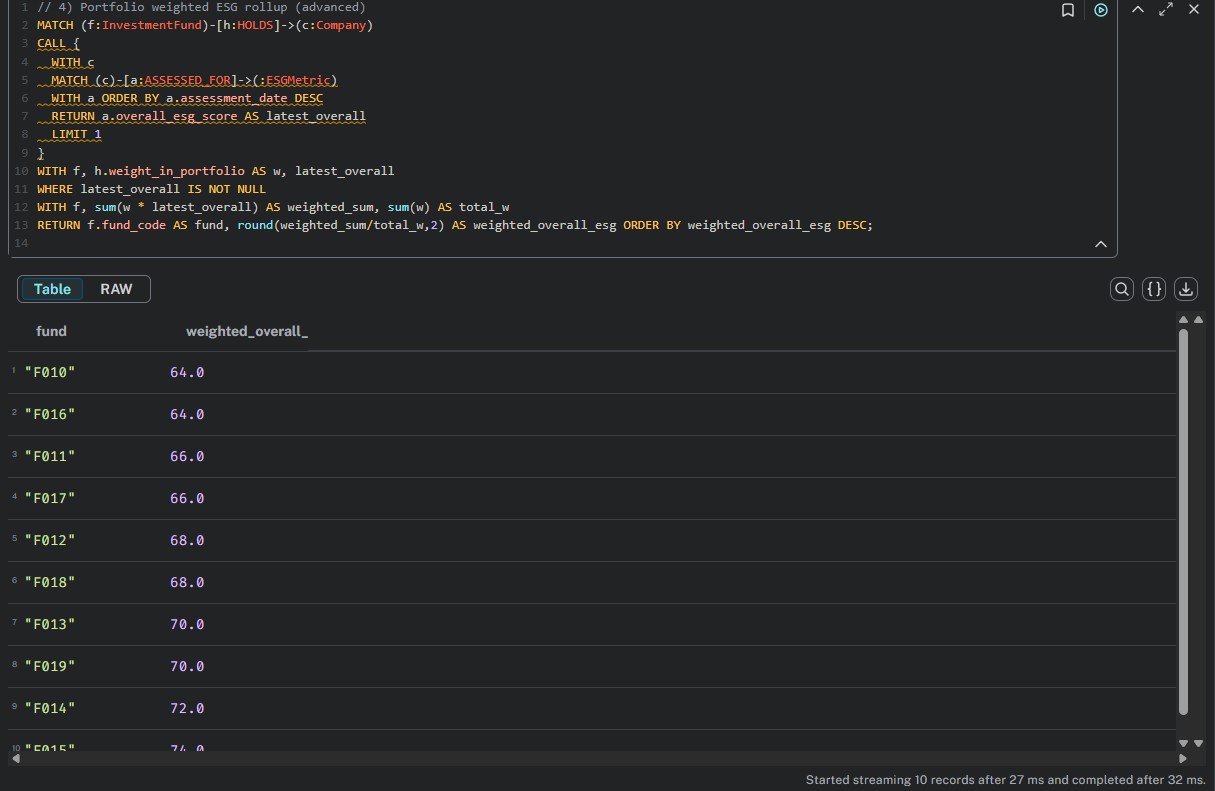 1 // 4) Portfolio weighted ESG rollup (advanced)
2 MATCH (f:InvestmentFund)-[h:HOLDS]->(c:Company)
3 CALL {
4   WITH c
5   MATCH (c)-[a:ASSESSED_FOR]->(:ESGMetric)
6   WITH a ORDER BY a.assessment_date DESC
7   RETURN a.overall_esg_score AS latest_overall
8   LIMIT 1
9 }
10 WITH f, h.weight_in_portfolio AS w, latest_overall
11 WHERE latest_overall IS NOT NULL
12 WITH f, sum(w * latest_overall) AS weighted_sum, sum(w) AS total_w
13 RETURN f.fund_code AS fund, round(weighted_sum/total_w,2) AS weighted_overall_esg ORDER BY weighted_overall_esg DESC;
14
Table RAW
fund weighted_overall_
1 "F010" 64.0
2 "F016" 64.0
3 "F011" 66.0
4 "F017" 66.0
5 "F012" 68.0
6 "F018" 68.0
7 "F013" 70.0
8 "F019" 70.0
9 "F014" 72.0
10 "F015" 74.0
Started streaming 10 records after 27 ms and completed after 32 ms.